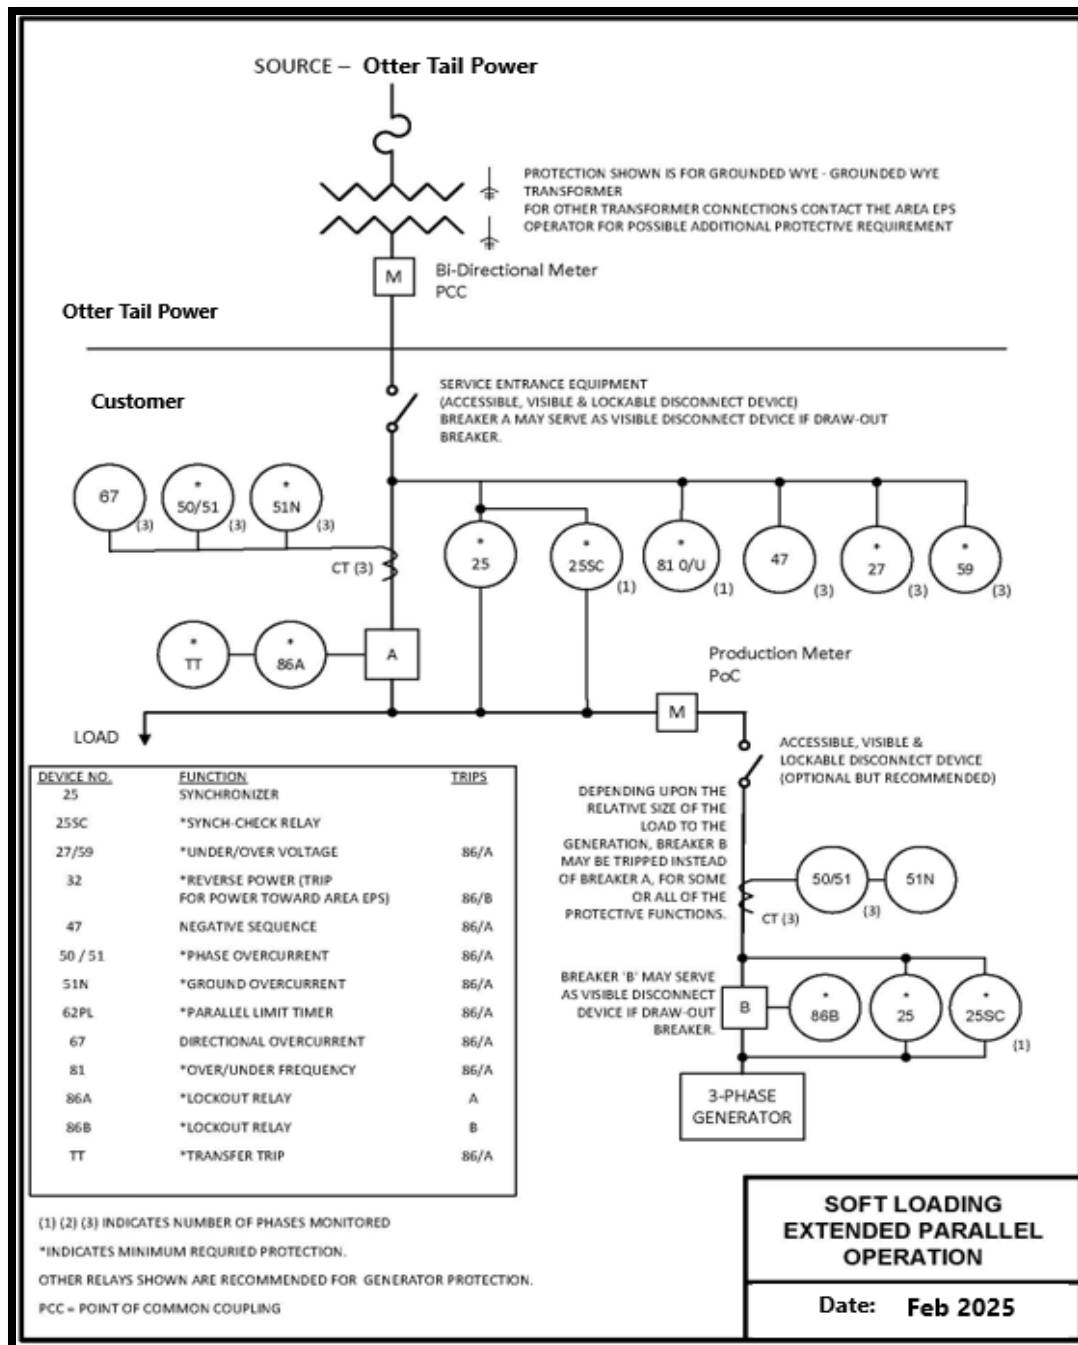 SOURCE – Otter Tail Power
PROTECTION SHOWN IS FOR GROUNDED WYE - GROUNDED WYE
TRANSFORMER
FOR OTHER TRANSFORMER CONNECTIONS CONTACT THE AREA EPS
OPERATOR FOR POSSIBLE ADDITIONAL PROTECTIVE REQUIREMENT
M
Bi-Directional Meter
PCC
Otter Tail Power
Customer
SERVICE ENTRANCE EQUIPMENT
(ACCESSIBLE, VISIBLE & LOCKABLE DISCONNECT DEVICE)
BREAKER A MAY SERVE AS VISIBLE DISCONNECT DEVICE IF DRAW-OUT
BREAKER.
67
(3)
*
50/51
(3)
*
51N
(3)
CT (3)
*
25
*
25SC
(1)
*
81 0/U
(1)
47
(3)
*
27
(3)
*
59
(3)
*
TT
*
86A
A
Production Meter
PoC
M
LOAD
ACCESSIBLE, VISIBLE &
LOCKABLE DISCONNECT DEVICE
(OPTIONAL BUT RECOMMENDED)
DEPENDING UPON THE
RELATIVE SIZE OF THE
LOAD TO THE
GENERATION, BREAKER B
MAY BE TRIPPED INSTEAD
OF BREAKER A, FOR SOME
OR ALL OF THE
PROTECTIVE FUNCTIONS.
50/51
(3)
51N
CT (3)
BREAKER 'B' MAY SERVE
AS VISIBLE DISCONNECT
DEVICE IF DRAW-OUT
BREAKER.
B
*
86B
*
25
*
25SC
(1)
3-PHASE
GENERATOR
DEVICE NO. FUNCTION TRIPS
25 SYNCHRONIZER
25SC *SYNCH-CHECK RELAY
27/59 *UNDER/OVER VOLTAGE 86/A
32 *REVERSE POWER (TRIP
FOR POWER TOWARD AREA EPS) 86/B
47 NEGATIVE SEQUENCE 86/A
50 / 51 *PHASE OVERCURRENT 86/A
51N *GROUND OVERCURRENT 86/A
62PL *PARALLEL LIMIT TIMER 86/A
67 DIRECTIONAL OVERCURRENT 86/A
81 *OVER/UNDER FREQUENCY 86/A
86A *LOCKOUT RELAY A
86B *LOCKOUT RELAY B
TT *TRANSFER TRIP 86/A
(1) (2) (3) INDICATES NUMBER OF PHASES MONITORED
*INDICATES MINIMUM REQURIED PROTECTION.
OTHER RELAYS SHOWN ARE RECOMMENDED FOR GENERATOR PROTECTION.
PCC = POINT OF COMMON COUPLING
SOFT LOADING
EXTENDED PARALLEL
OPERATION
Date: Feb 2025